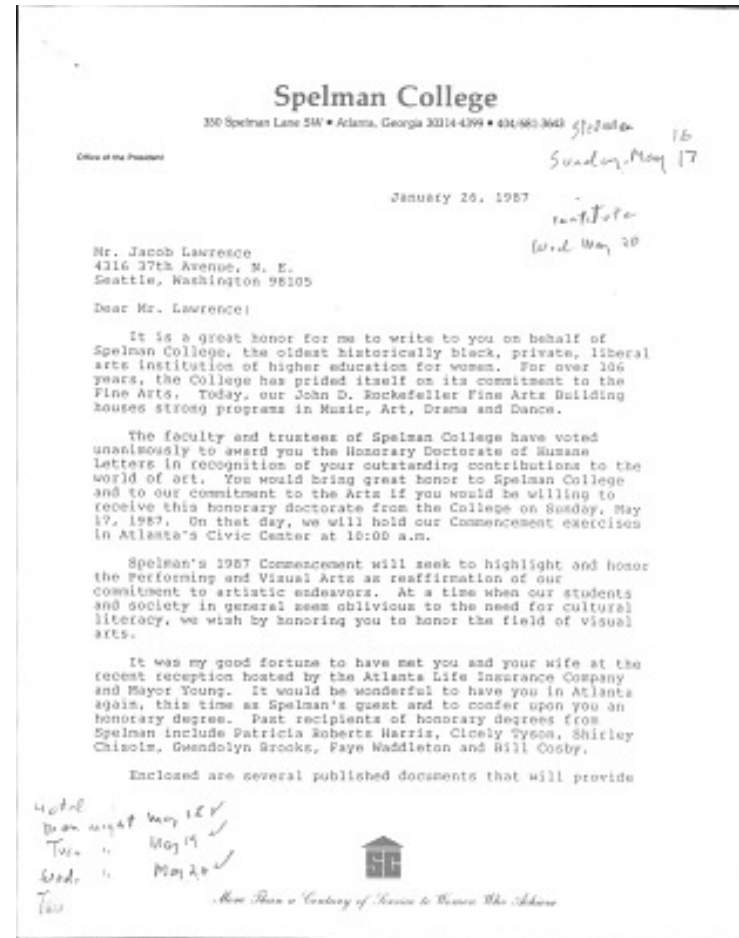 Spelman College
350 Spelman Lane SW • Atlanta, Georgia 30314-4399 • 404/681-3643
Spelman 16
Office of the President
Sunday, May 17
January 26, 1987
Institute
Wed May 20
Mr. Jacob Lawrence
4316 37th Avenue, N. E.
Seattle, Washington 98105
Dear Mr. Lawrence:
It is a great honor for me to write to you on behalf of
Spelman College, the oldest historically black, private, liberal
arts institution of higher education for women. For over 106
years, the College has prided itself on its commitment to the
Fine Arts. Today, our John D. Rockefeller Fine Arts Building
houses strong programs in Music, Art, Drama and Dance.
The faculty and trustees of Spelman College have voted
unanimously to award you the Honorary Doctorate of Humane
Letters in recognition of your outstanding contributions to the
world of art. You would bring great honor to Spelman College
and to our commitment to the Arts if you would be willing to
receive this honorary doctorate from the College on Sunday, May
17, 1987. On that day, we will hold our Commencement exercises
in Atlanta's Civic Center at 10:00 a.m.
Spelman's 1987 Commencement will seek to highlight and honor
the Performing and Visual Arts as reaffirmation of our
commitment to artistic endeavors. At a time when our students
and society in general seem oblivious to the need for cultural
literacy, we wish by honoring you to honor the field of visual
arts.
It was my good fortune to have met you and your wife at the
recent reception hosted by the Atlanta Life Insurance Company
and Mayor Young. It would be wonderful to have you in Atlanta
again, this time as Spelman's guest and to confer upon you an
honorary degree. Past recipients of honorary degrees from
Spelman include Patricia Roberts Harris, Cicely Tyson, Shirley
Chisolm, Gwendolyn Brooks, Faye Waddleton and Bill Cosby.
Enclosed are several published documents that will provide
Hotel
night May 18 ✓
Tues " May 19 ✓
Wed. " May 20 ✓
SC
More Than a Century of Service to Women Who Achieve